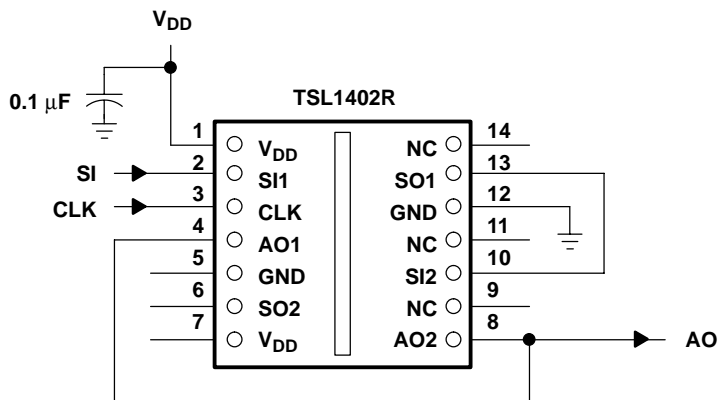 VDD
0.1 μF
TSL1402R
1 VDD NC 14
SI 2 SI1 SO1 13
CLK 3 CLK GND 12
4 AO1 NC 11
5 GND SI2 10
6 SO2 NC 9
7 VDD AO2 8 AO